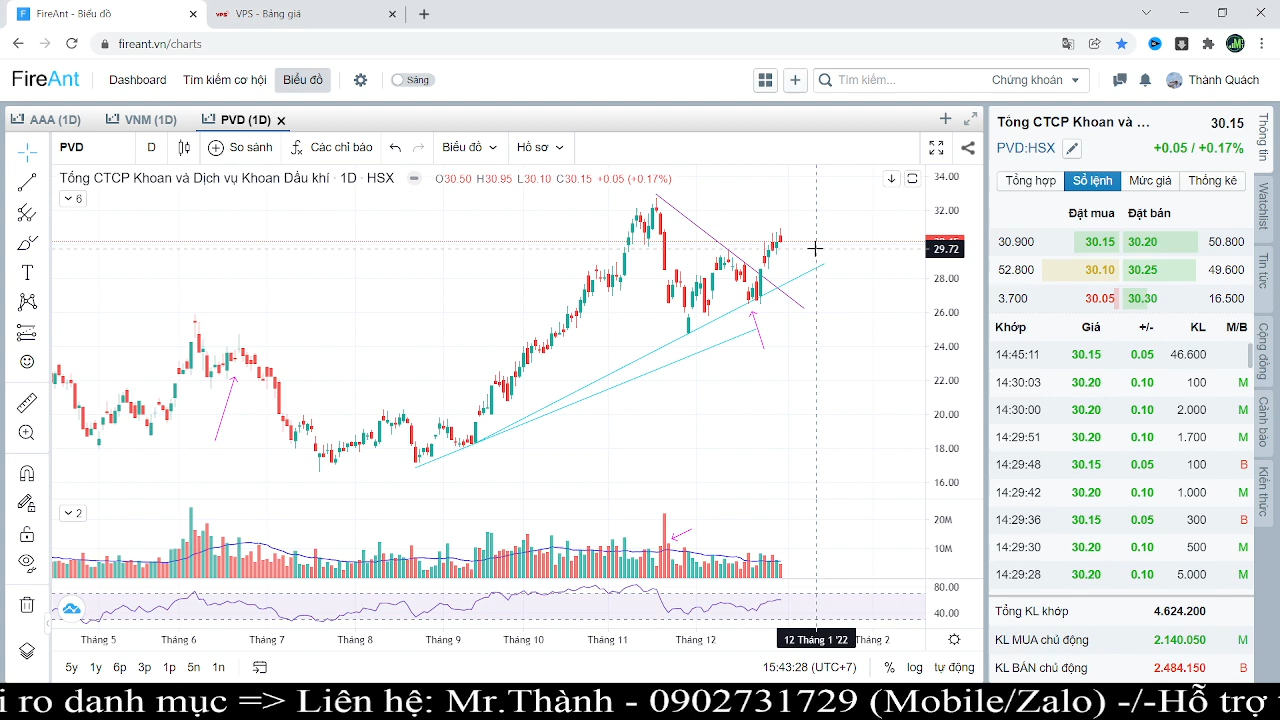 FireAnt - Biểu đồ
VPS - Bảng giá
fireant.vn/charts
FireAnt
Dashboard
Tìm kiếm cơ hội
Biểu đồ
Sáng
Tìm kiếm...
Chứng khoán
Thành Quách
AAA (1D)
VNM (1D)
PVD (1D)
PVD
D
So sánh
Các chỉ báo
Biểu đồ
Hồ sơ
Tổng CTCP Khoan và Dịch vụ Khoan Dầu khí · 1D · HSX
O30.50 H30.95 L30.10 C30.15 +0.05 (+0.17%)
6
34.00
32.00
29.72
28.00
26.00
24.00
22.00
20.00
18.00
16.00
2
20M
10M
80.00
40.00
Tháng 5
Tháng 6
Tháng 7
Tháng 8
Tháng 9
Tháng 10
Tháng 11
Tháng 12
12 Tháng 1 '22
Tháng 2
5y 1y 6p 3p 1p 5n 1n
15:43:28 (UTC+7)
% log tự động
Tổng CTCP Khoan và ...
30.15
PVD:HSX
+0.05 / +0.17%
Tổng hợp Sổ lệnh Mức giá Thống kê
Đặt mua Đặt bán
30.900 30.15 30.20 50.800
52.800 30.10 30.25 49.600
3.700 30.05 30.30 16.500
Khớp Giá +/- KL M/B
14:45:11 30.15 0.05 46.600
14:30:03 30.20 0.10 100 M
14:30:00 30.20 0.10 2.000 M
14:29:51 30.20 0.10 1.700 M
14:29:48 30.15 0.05 100 B
14:29:42 30.20 0.10 1.000 M
14:29:36 30.15 0.05 300 B
14:29:30 30.20 0.10 500 M
14:29:28 30.20 0.10 5.000 M
Tổng KL khớp 4.624.200
KL MUA chủ động 2.140.050 M
KL BÁN chủ động 2.484.150 B
Thông tin
Watchlist
Tin tức
Cộng đồng
Cảnh báo
Kiến thức
i ro danh mục => Liên hệ: Mr.Thành - 0902731729 (Mobile/Zalo) -/-Hỗ trợ